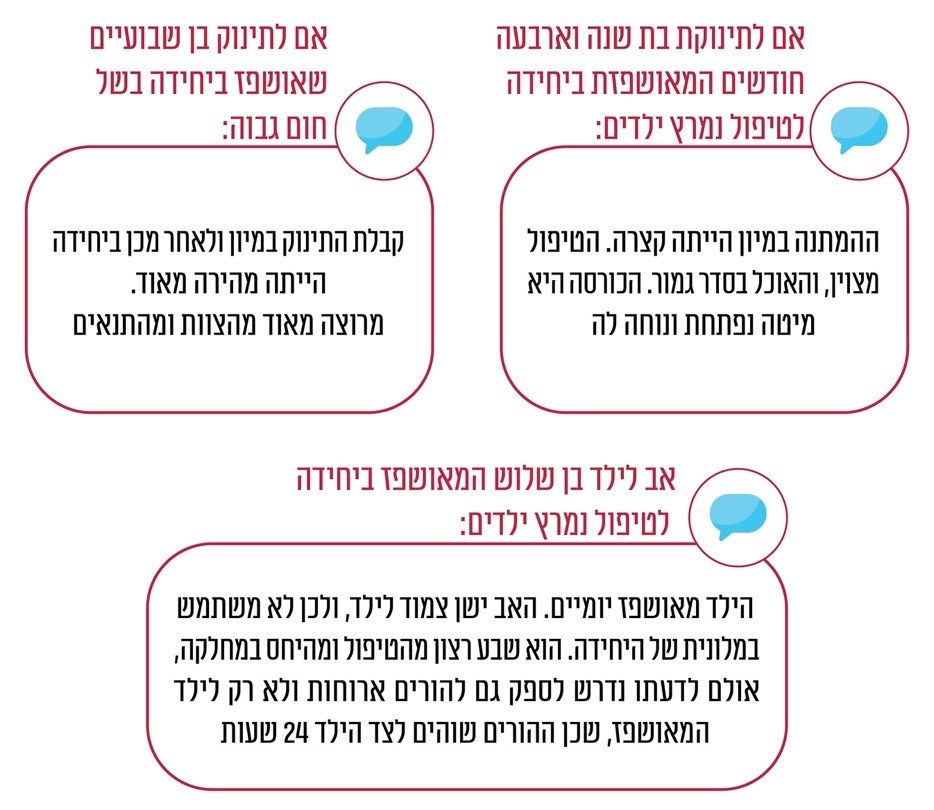 אם לתינוקת בת שנה וארבעה
חודשים המאושפזת ביחידה
לטיפול נמרץ ילדים:
ההמתנה במיון הייתה קצרה. הטיפול
מצוין, והאוכל בסדר גמור. הכורסה היא
מיטה נפתחת ונוחה לה
אם לתינוק בן שבועיים
שאושפז ביחידה בשל
חום גבוה:
קבלת התינוק במיון ולאחר מכן ביחידה
הייתה מהירה מאוד.
מרוצה מאוד מהצוות ומהתנאים
אב לילד בן שלוש המאושפז ביחידה
לטיפול נמרץ ילדים:
הילד מאושפז יומיים. האב ישן צמוד לילד, ולכן לא משתמש
במלונית של היחידה. הוא שבע רצון מהטיפול ומהיחס במחלקה,
אולם לדעתו נדרש לספק גם להורים ארוחות ולא רק לילד
המאושפז, שכן ההורים שוהים לצד הילד 24 שעות